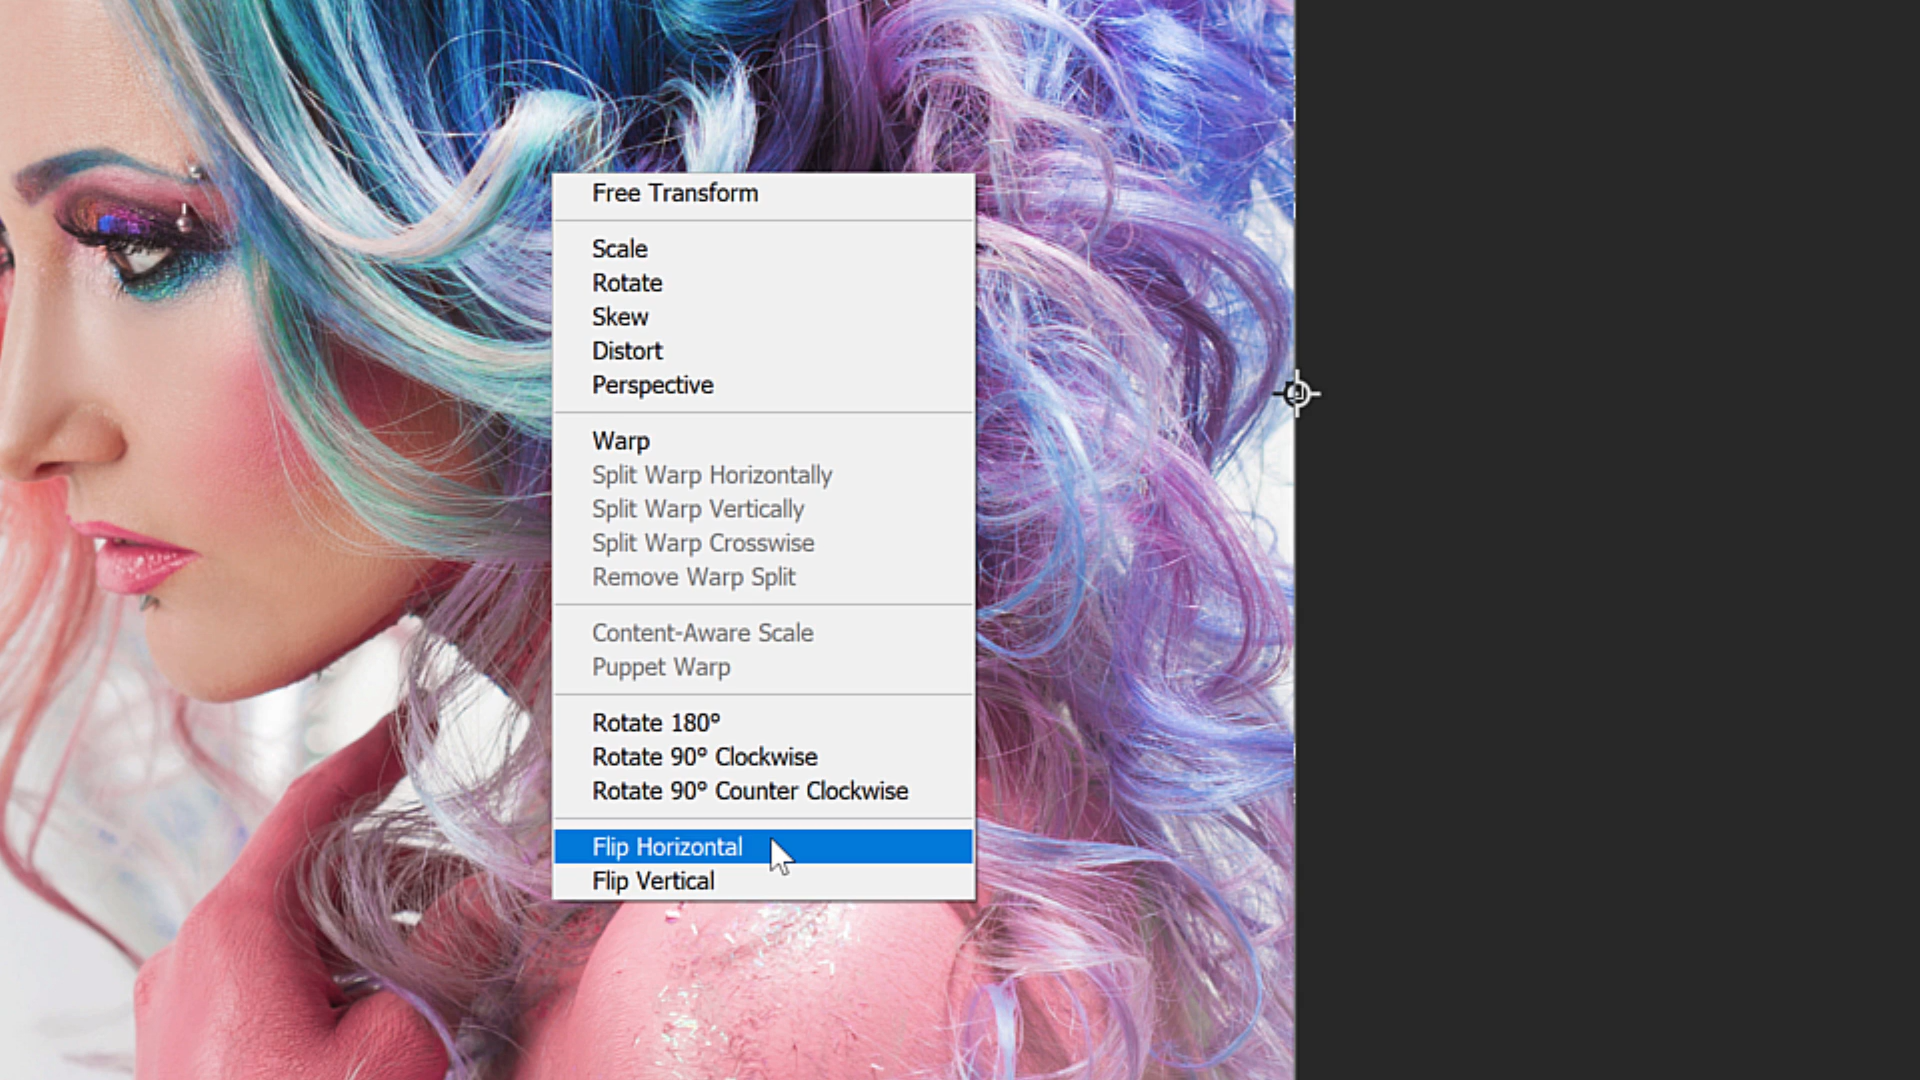 Free Transform
Scale
Rotate
Skew
Distort
Perspective
Warp
Split Warp Horizontally
Split Warp Vertically
Split Warp Crosswise
Remove Warp Split
Content-Aware Scale
Puppet Warp
Rotate 180°
Rotate 90° Clockwise
Rotate 90° Counter Clockwise
Flip Horizontal
Flip Vertical